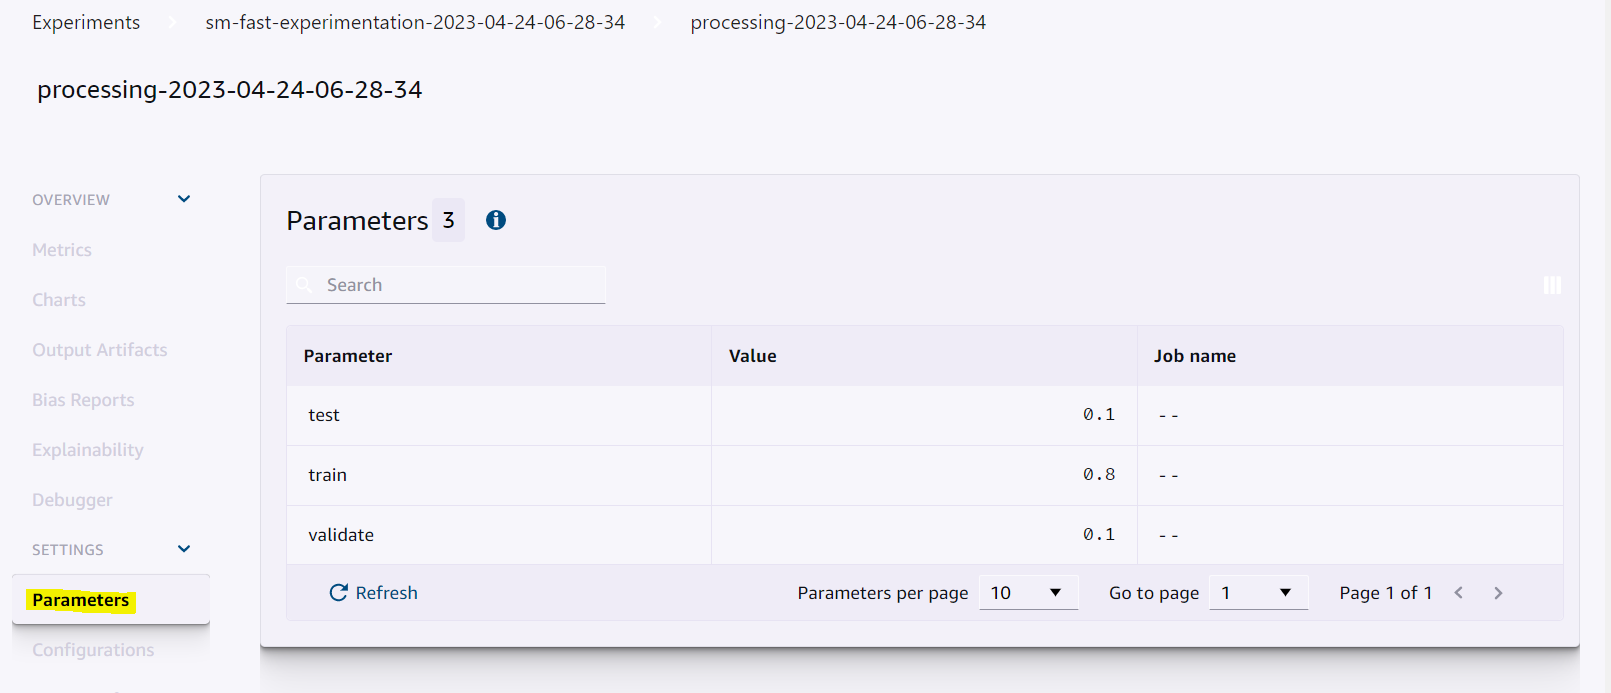 Experiments sm-fast-experimentation-2023-04-24-06-28-34 processing-2023-04-24-06-28-34
processing-2023-04-24-06-28-34
OVERVIEW
Metrics
Charts
Output Artifacts
Bias Reports
Explainability
Debugger
SETTINGS
Parameters
Configurations
Parameters 3
Search
Parameter Value Job name
test 0.1 --
train 0.8 --
validate 0.1 --
Refresh Parameters per page 10 Go to page 1 Page 1 of 1